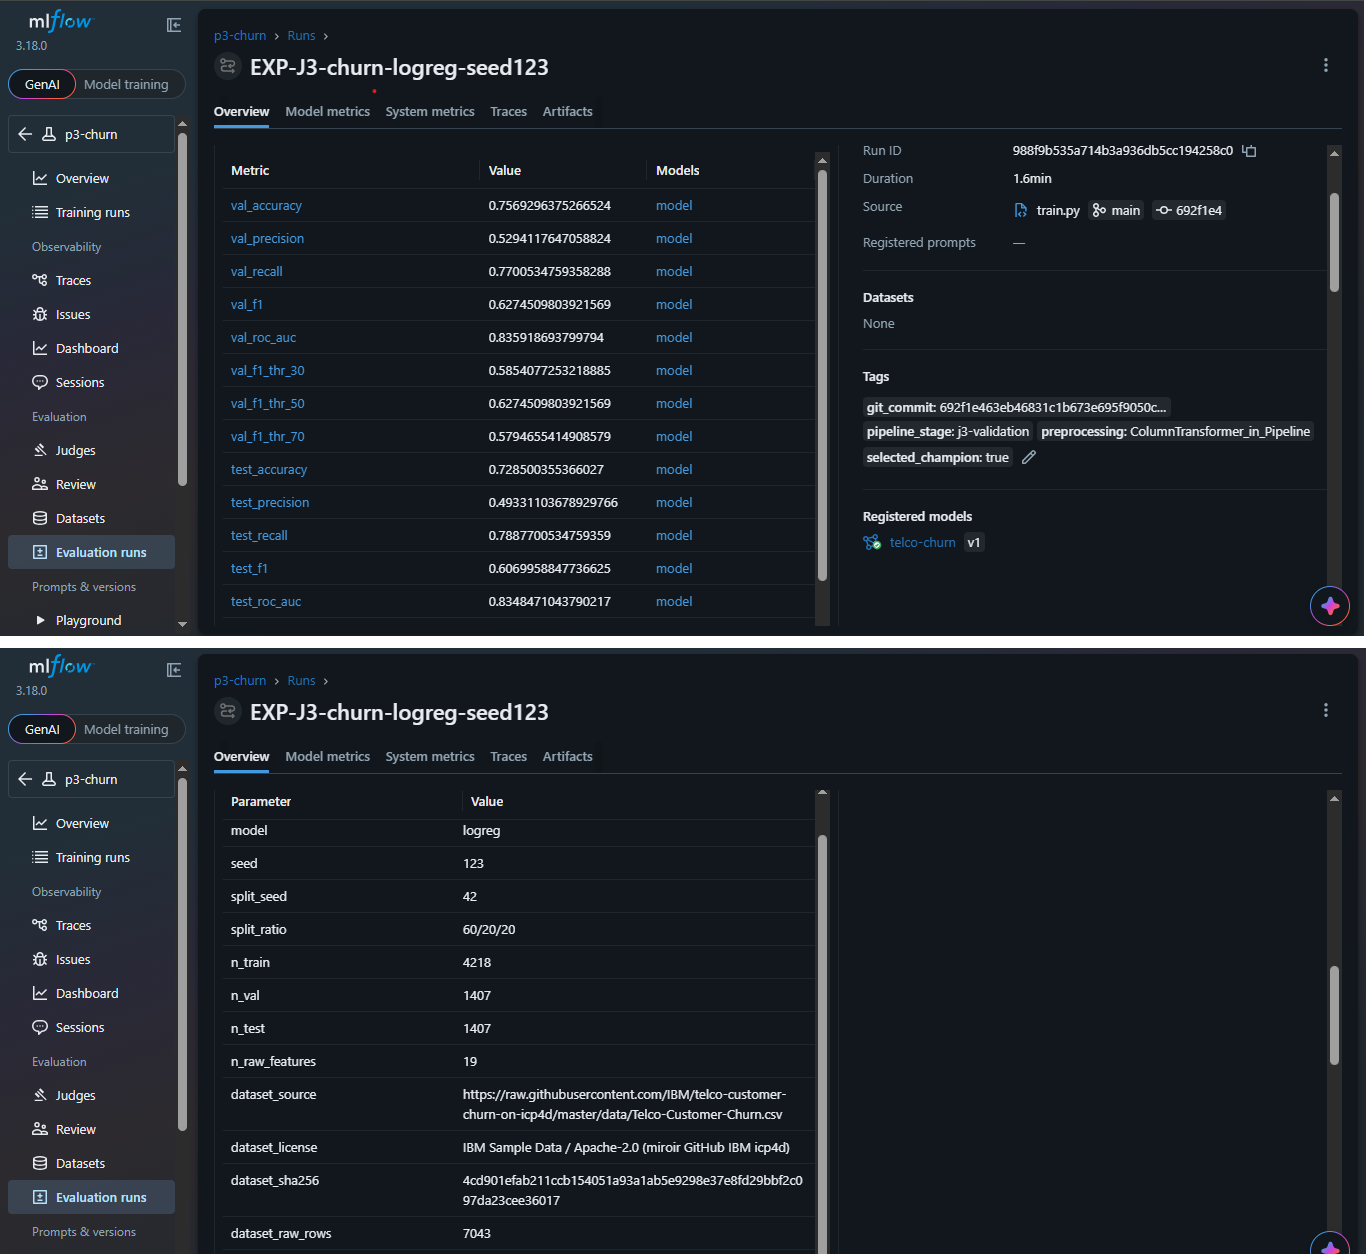 mlflow
3.18.0
GenAI Model training
p3-churn
Overview
Training runs
Observability
Traces
Issues
Dashboard
Sessions
Evaluation
Judges
Review
Datasets
Evaluation runs
Prompts & versions
Playground
p3-churn › Runs ›
EXP-J3-churn-logreg-seed123
Overview Model metrics System metrics Traces Artifacts
Metric Value Models
val_accuracy 0.7569296375266524 model
val_precision 0.5294117647058824 model
val_recall 0.7700534759358288 model
val_f1 0.6274509803921569 model
val_roc_auc 0.835918693799794 model
val_f1_thr_30 0.5854077253218885 model
val_f1_thr_50 0.6274509803921569 model
val_f1_thr_70 0.5794655414908579 model
test_accuracy 0.728500355366027 model
test_precision 0.49331103678929766 model
test_recall 0.7887700534759359 model
test_f1 0.6069958847736625 model
test_roc_auc 0.8348471043790217 model
Run ID 988f9b535a714b3a936db5cc194258c0
Duration 1.6min
Source train.py main 692f1e4
Registered prompts —
Datasets
None
Tags
git_commit: 692f1e463eb46831c1b673e695f9050c...
pipeline_stage: j3-validation preprocessing: ColumnTransformer_in_Pipeline
selected_champion: true
Registered models
telco-churn v1
mlflow
3.18.0
GenAI Model training
p3-churn
Overview
Training runs
Observability
Traces
Issues
Dashboard
Sessions
Evaluation
Judges
Review
Datasets
Evaluation runs
Prompts & versions
p3-churn › Runs ›
EXP-J3-churn-logreg-seed123
Overview Model metrics System metrics Traces Artifacts
Parameter Value
model logreg
seed 123
split_seed 42
split_ratio 60/20/20
n_train 4218
n_val 1407
n_test 1407
n_raw_features 19
dataset_source https://raw.githubusercontent.com/IBM/telco-customer-
churn-on-icp4d/master/data/Telco-Customer-Churn.csv
dataset_license IBM Sample Data / Apache-2.0 (miroir GitHub IBM icp4d)
dataset_sha256 4cd901efab211ccb154051a93a1ab5e9298e37e8fd29bbf2c0
97da23cee36017
dataset_raw_rows 7043